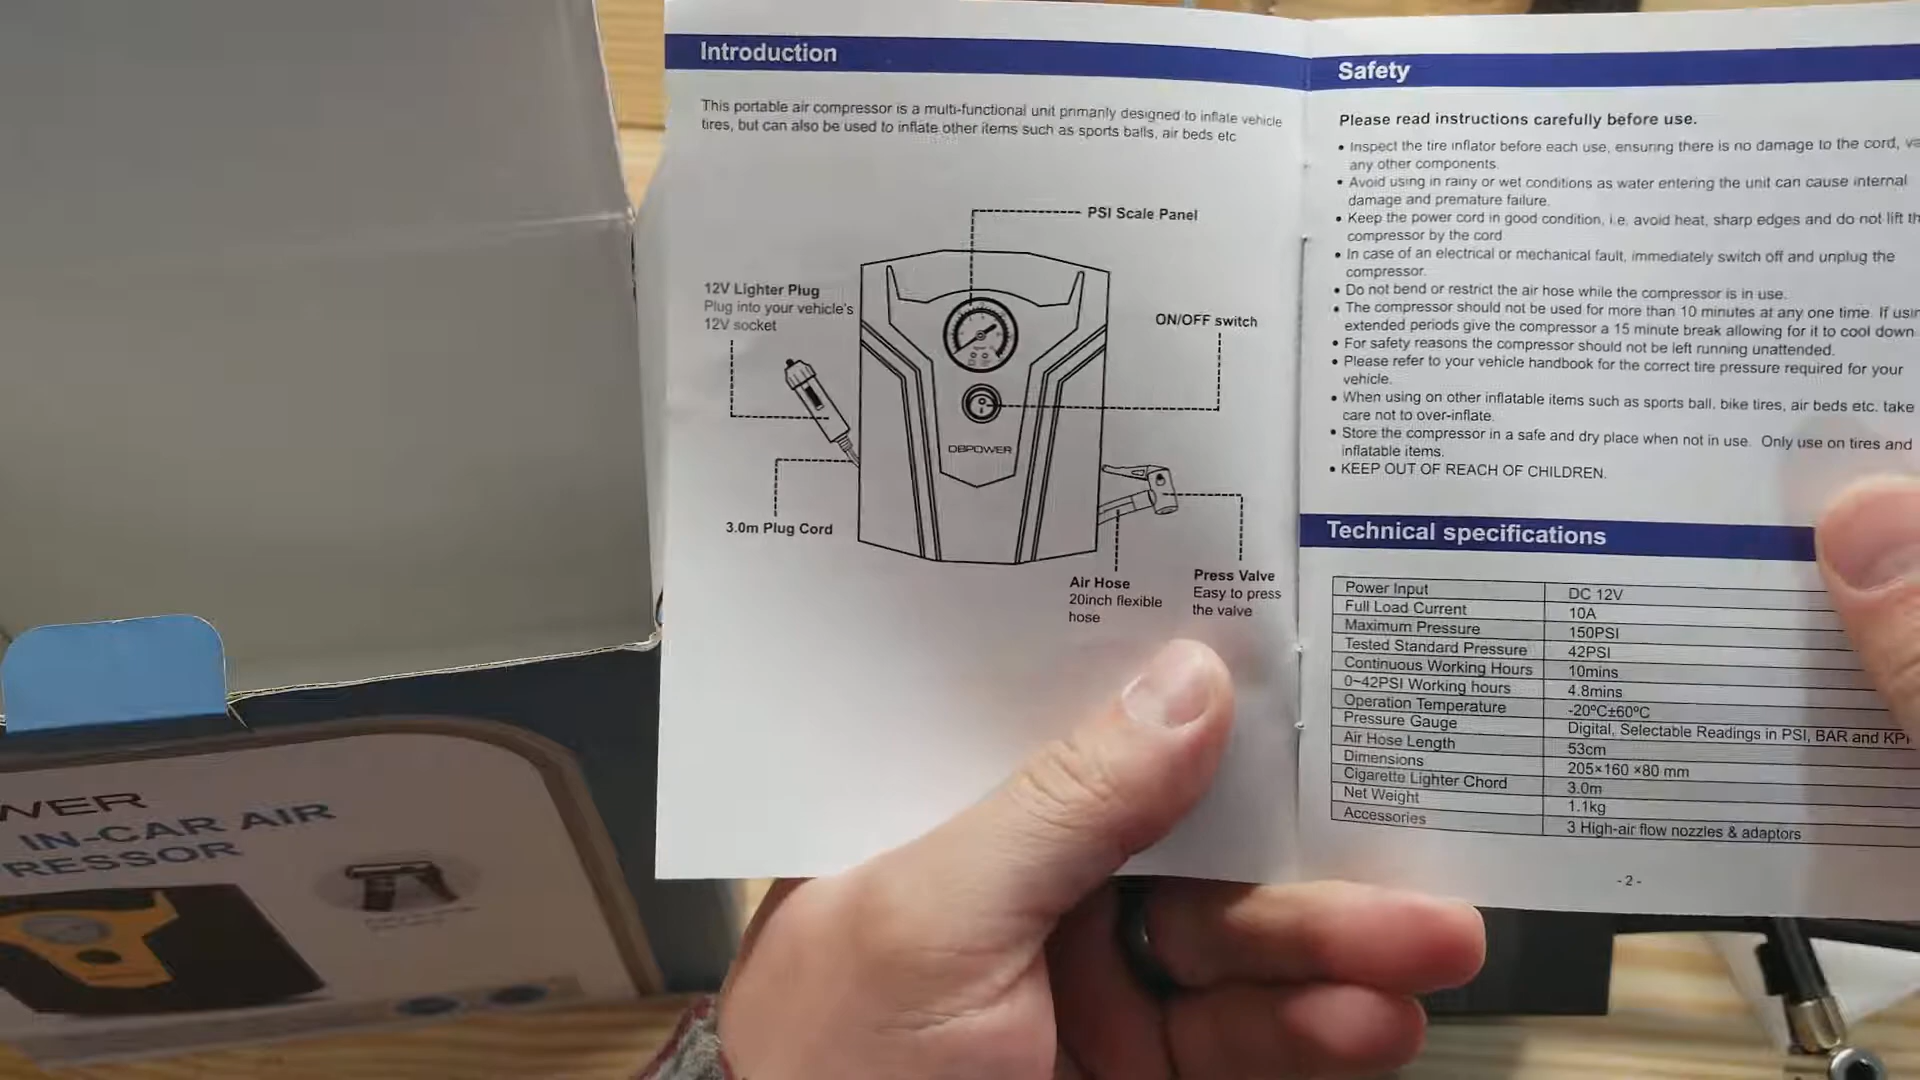 Introduction
This portable air compressor is a multi-functional unit primarily designed to inflate vehicle
tires, but can also be used to inflate other items such as sports balls, air beds etc
PSI Scale Panel
12V Lighter Plug
Plug into your vehicle's
12V socket
ON/OFF switch
DBPOWER
3.0m Plug Cord
Air Hose
20inch flexible
hose
Press Valve
Easy to press
the valve
Safety
Please read instructions carefully before use.
• Inspect the tire inflator before each use, ensuring there is no damage to the cord,
any other components.
• Avoid using in rainy or wet conditions as water entering the unit can cause internal
damage and premature failure.
• Keep the power cord in good condition, i.e. avoid heat, sharp edges and do not lift th
compressor by the cord
• In case of an electrical or mechanical fault, immediately switch off and unplug the
compressor.
• Do not bend or restrict the air hose while the compressor is in use.
• The compressor should not be used for more than 10 minutes at any one time. If usin
extended periods give the compressor a 15 minute break allowing for it to cool down
• For safety reasons the compressor should not be left running unattended.
• Please refer to your vehicle handbook for the correct tire pressure required for your
vehicle.
• When using on other inflatable items such as sports ball, bike tires, air beds etc. take
care not to over-inflate.
• Store the compressor in a safe and dry place when not in use. Only use on tires and
inflatable items.
• KEEP OUT OF REACH OF CHILDREN.
Technical specifications
Power Input DC 12V
Full Load Current 10A
Maximum Pressure 150PSI
Tested Standard Pressure 42PSI
Continuous Working Hours 10mins
0~42PSI Working hours 4.8mins
Operation Temperature -20ºC±60ºC
Pressure Gauge Digital, Selectable Readings in PSI, BAR and KP
Air Hose Length 53cm
Dimensions 205×160 ×80 mm
Cigarette Lighter Chord 3.0m
Net Weight 1.1kg
Accessories 3 High-air flow nozzles & adaptors
-2-
WER
IN-CAR AIR
RESSOR